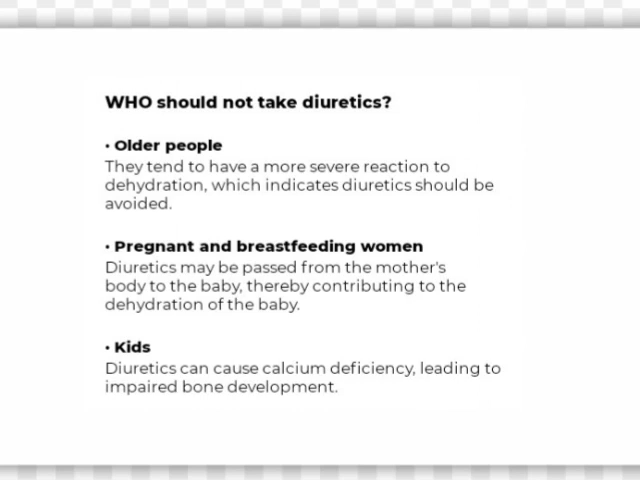 WHO should not take diuretics?
• Older people
They tend to have a more severe reaction to
dehydration, which indicates diuretics should be
avoided.
• Pregnant and breastfeeding women
Diuretics may be passed from the mother's
body to the baby, thereby contributing to the
dehydration of the baby.
• Kids
Diuretics can cause calcium deficiency, leading to
impaired bone development.